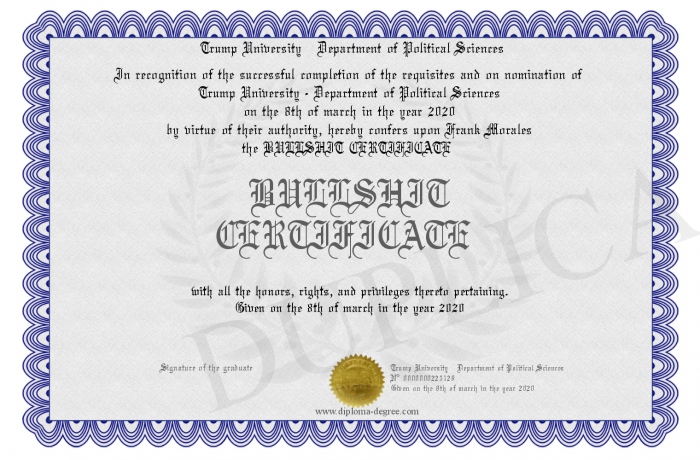 Trump University Department of Political Sciences
In recognition of the successful completion of the requisites and on nomination of
Trump University - Department of Political Sciences
on the 8th of march in the year 2020
by virtue of their authority, hereby confers upon Frank Morales
the BULLSHIT CERTIFICATE
BULLSHIT
CERTIFICATE
with all the honors, rights, and privileges thereto pertaining.
Given on the 8th of march in the year 2020
DUPLICA
Signature of the graduate
Trump University Department of Political Sciences
Given on the 8th of march in the year 2020
www.diploma-degree.com